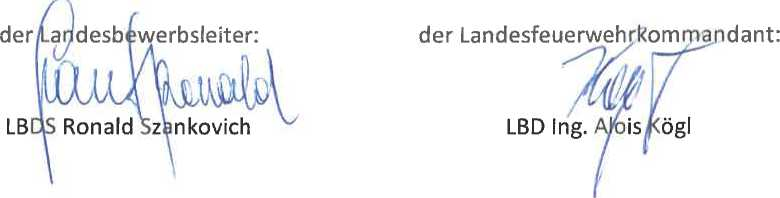 der Landesbewerbsleiter: der Landesfeuerwehrkommandant:
LBDS Ronald Szankovich LBD Ing. Alois Kögl